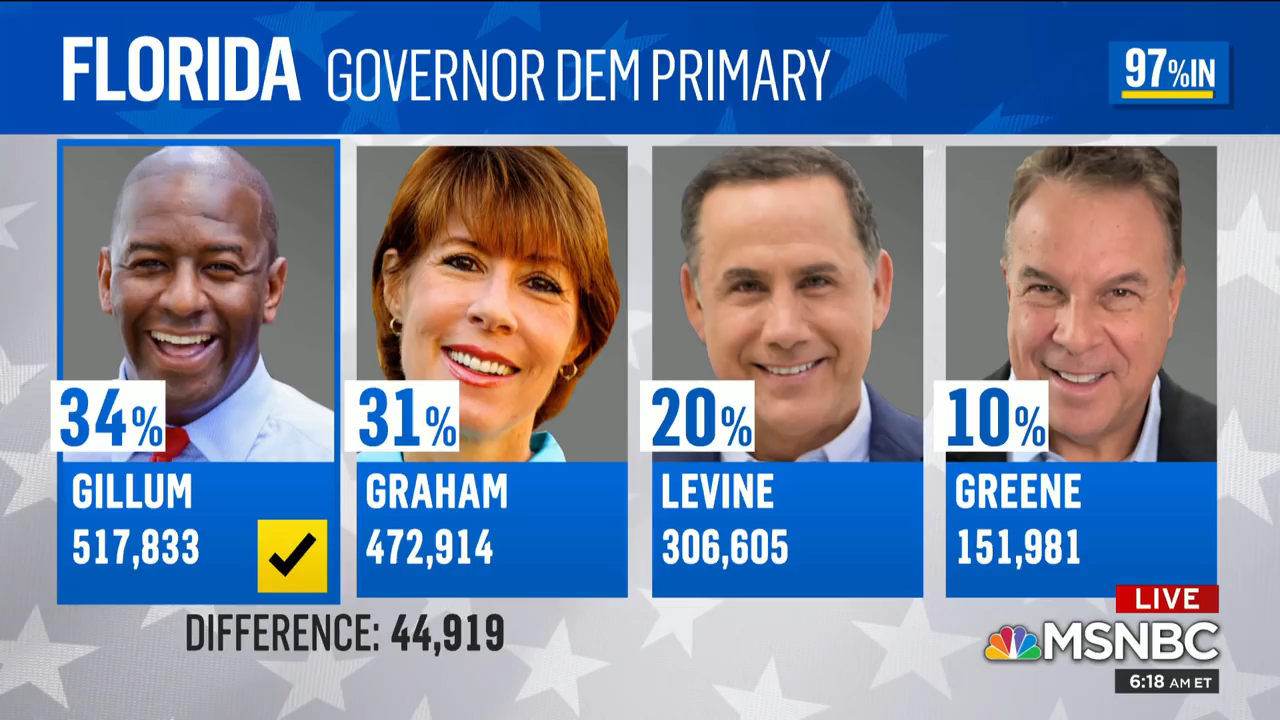 FLORIDA GOVERNOR DEM PRIMARY
97%IN
34% 31% 20% 10%
GILLUM GRAHAM LEVINE GREENE
517,833 472,914 306,605 151,981
DIFFERENCE: 44,919
LIVE
MSNBC
6:18 AM ET